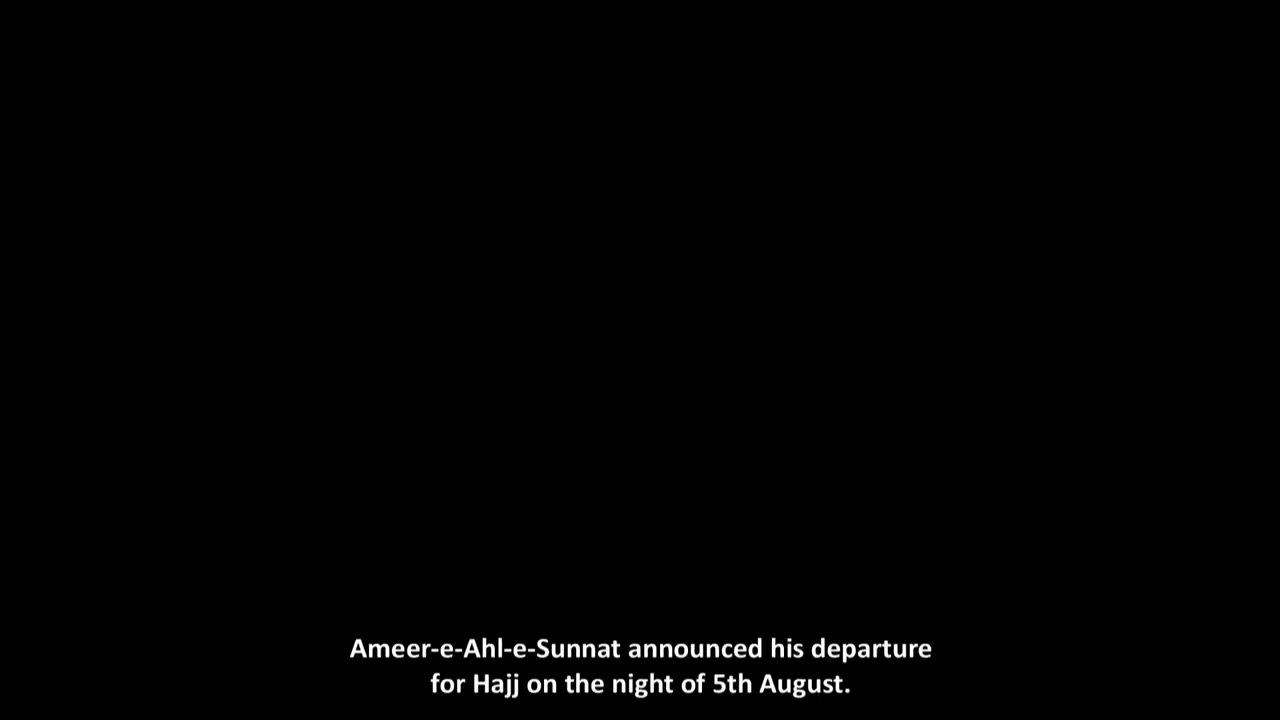 Ameer-e-Ahl-e-Sunnat announced his departure
for Hajj on the night of 5th August.